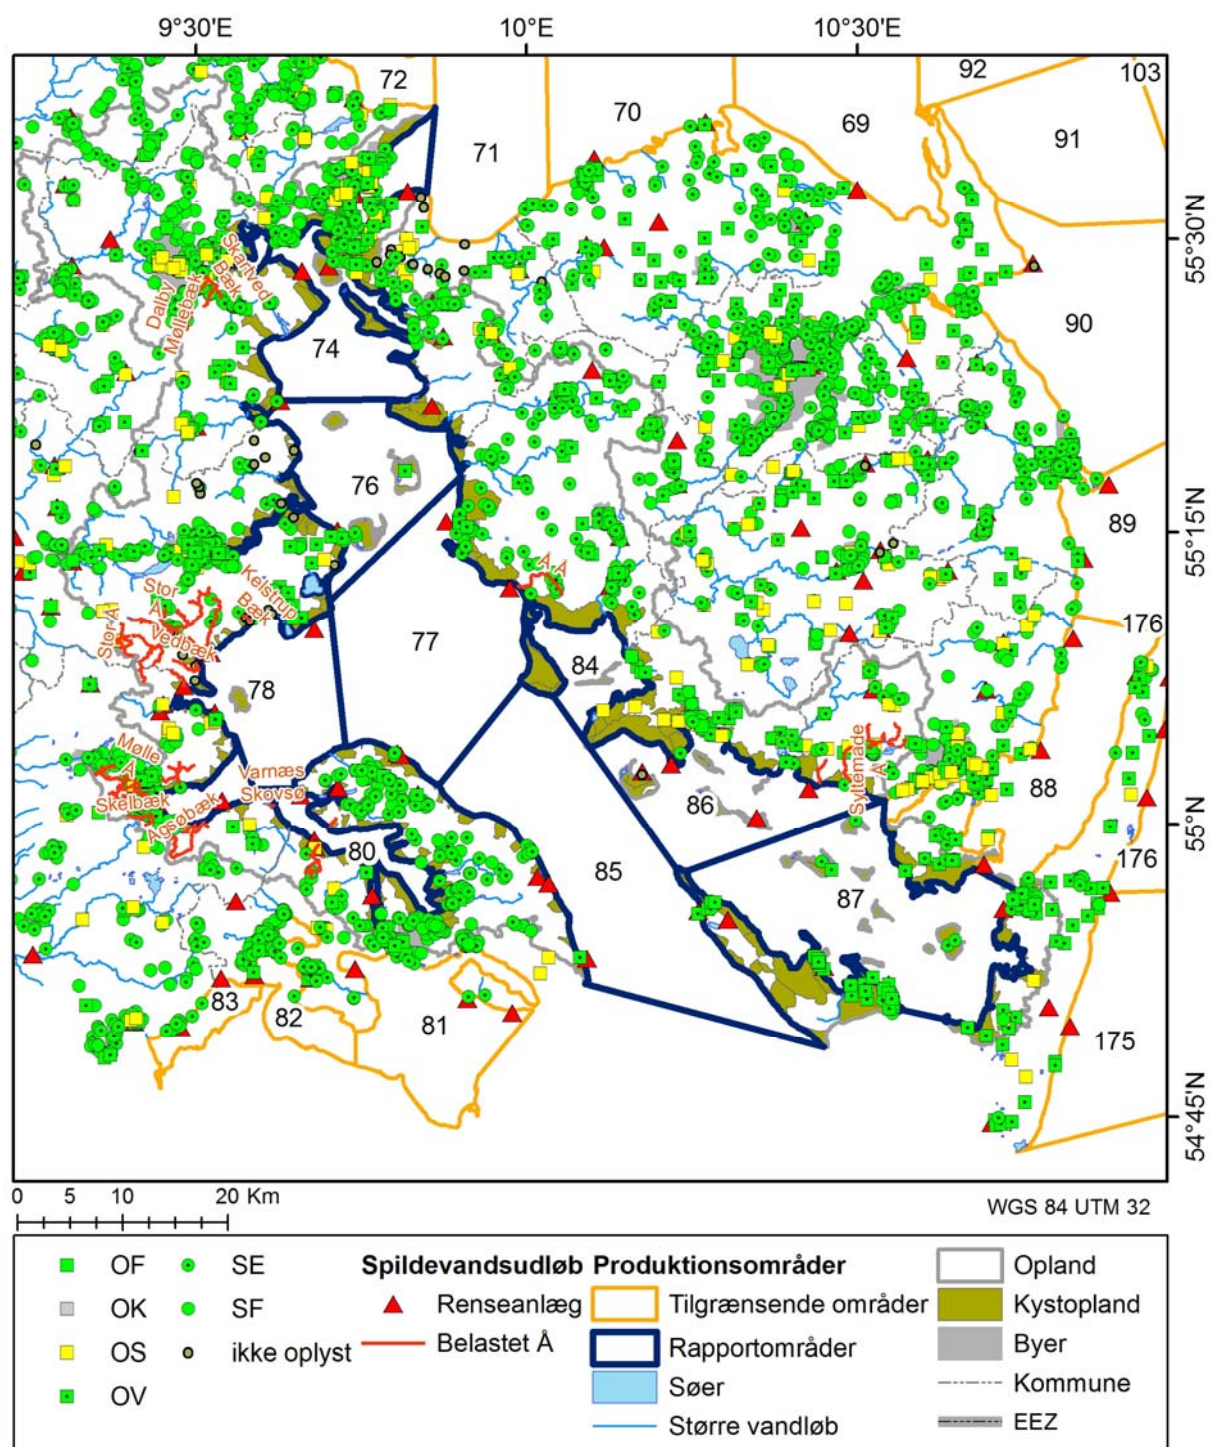 9°30'E 10°E 10°30'E
72
70
92
103
71
69
91
55°30'N
Skartved
Bæk
Dalby
Møllebæk
74
90
76
89
55°15'N
Stor
Å
Stor Å
Vedbæk
Kelstrup
Bæk
Å Å
77
84
176
78
Mølle
Å
Skelbæk
Agsøbæk
Varnæs
Skovsø
Syltemade
Å
86
88
80
85
87
176
55°N
83
82
81
175
54°45'N
0 5 10 20 Km
WGS 84 UTM 32
OF SE
OK SF
OS ikke oplyst
OV
Spildevandsudløb
Renseanlæg
Belastet Å
Produktionsområder
Tilgrænsende områder
Rapportområder
Søer
Større vandløb
Opland
Kystopland
Byer
Kommune
EEZ